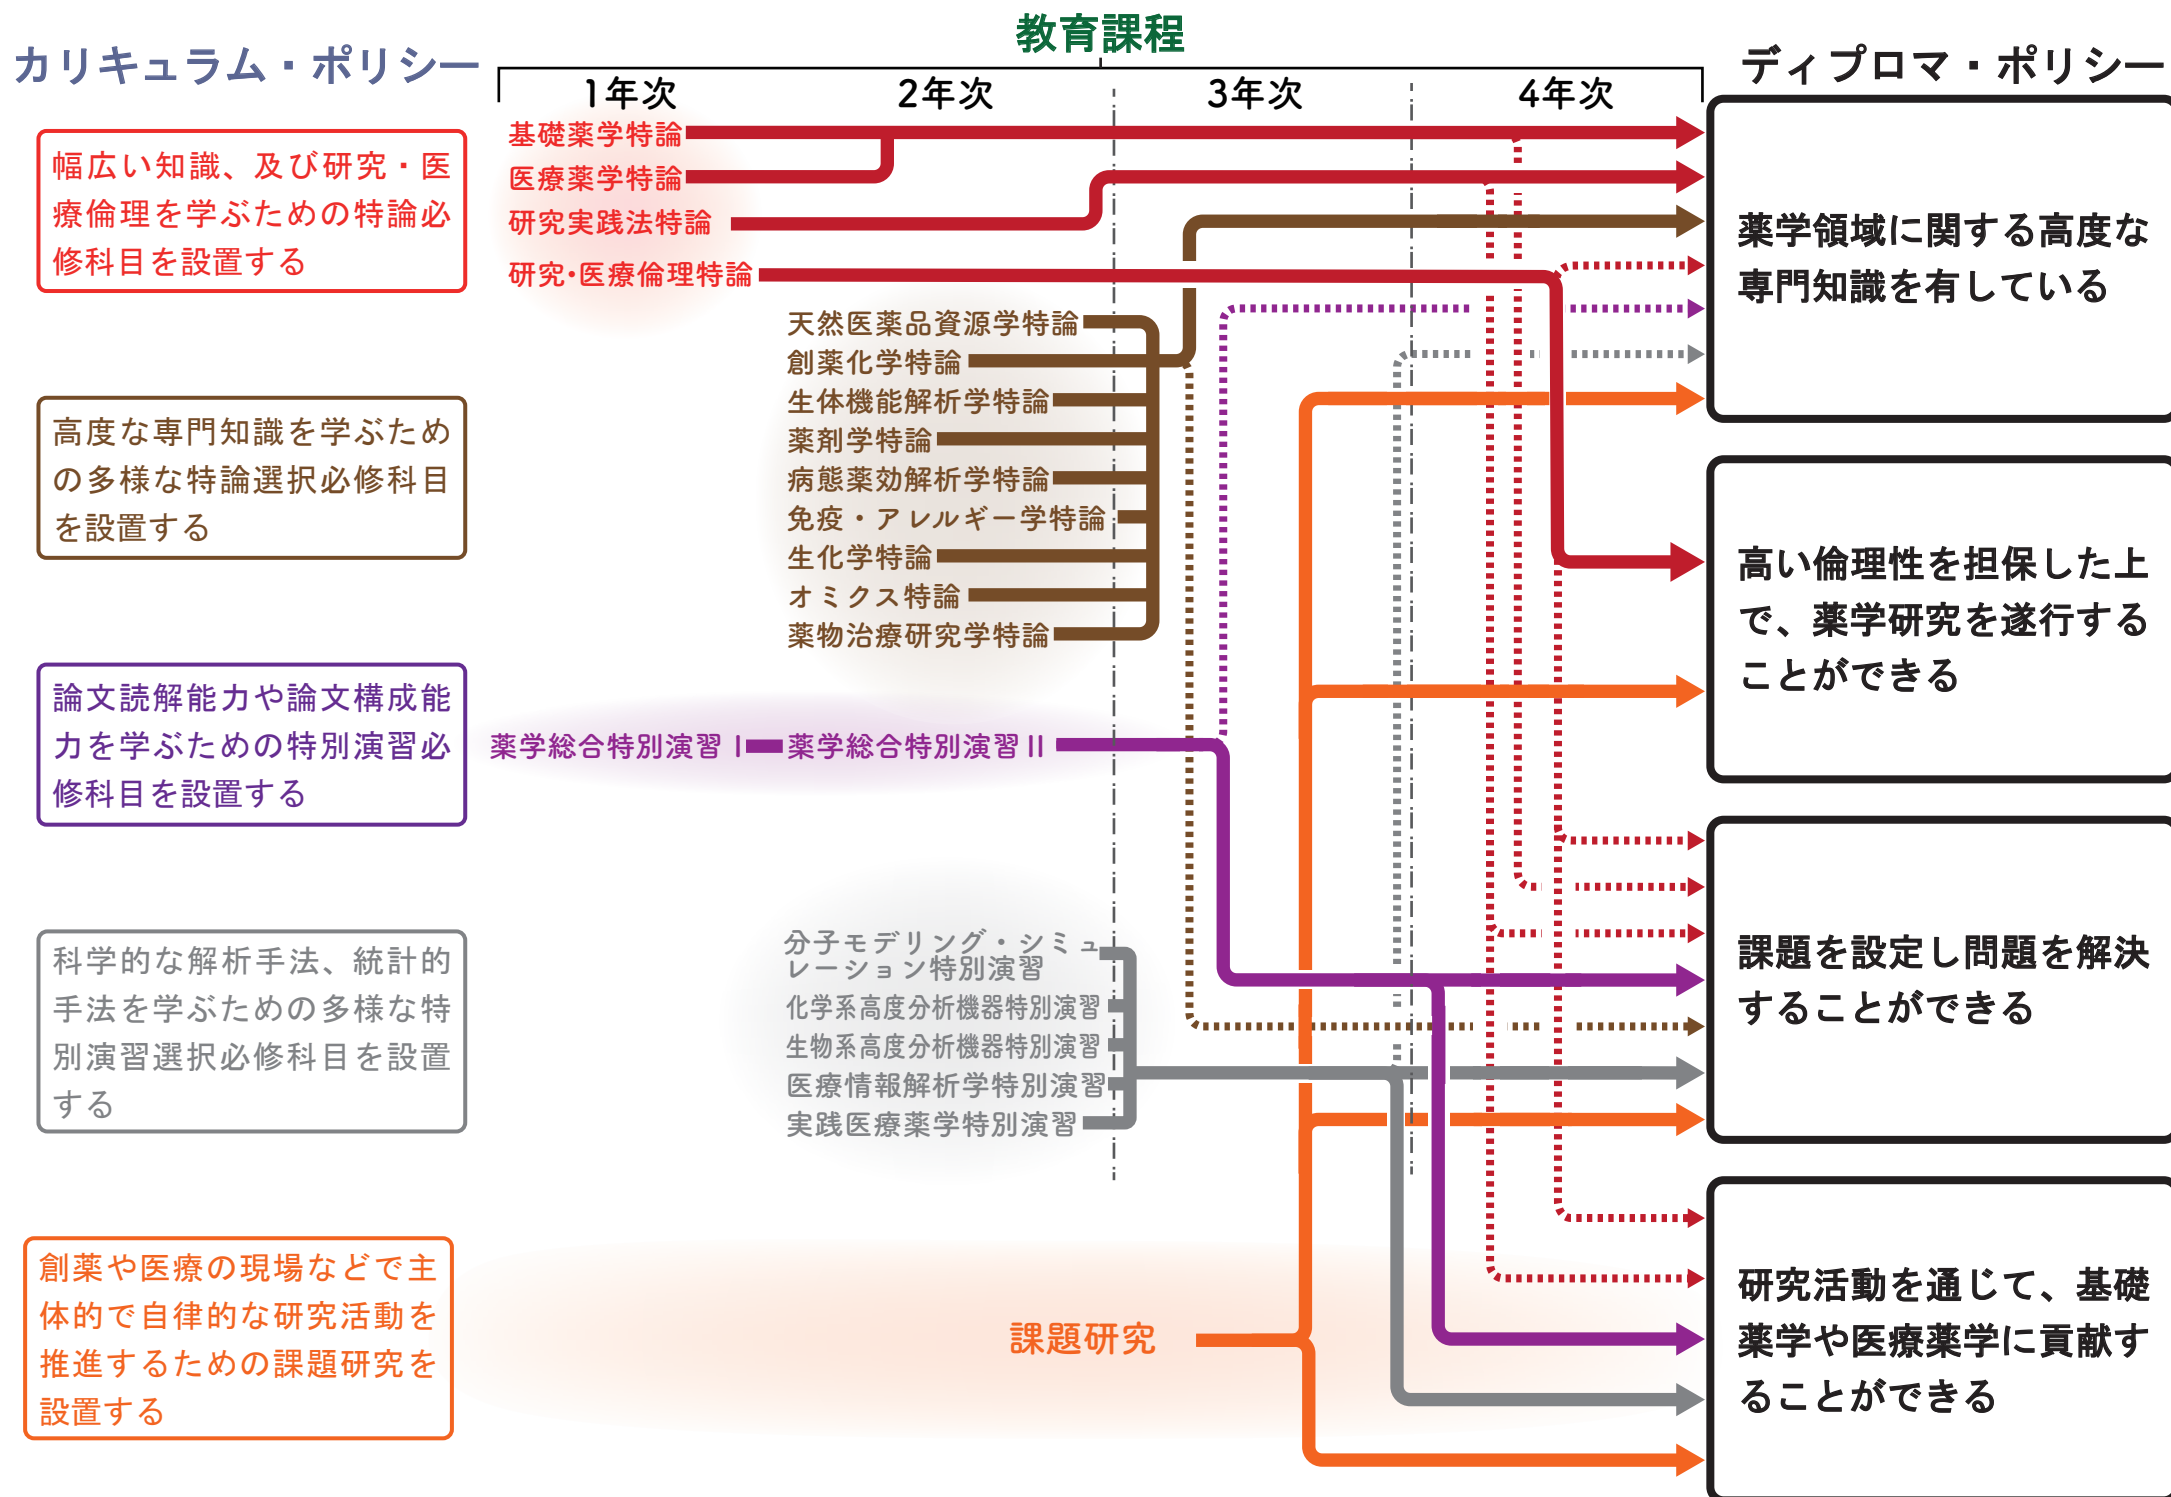 教育課程
カリキュラム・ポリシー
ディプロマ・ポリシー
1年次
2年次
3年次
4年次
幅広い知識、及び研究・医
療倫理を学ぶための特論必
修科目を設置する
高度な専門知識を学ぶため
の多様な特論選択必修科目
を設置する
論文読解能力や論文構成能
力を学ぶための特別演習必
修科目を設置する
科学的な解析手法、統計的
手法を学ぶための多様な特
別演習選択必修科目を設置
する
創薬や医療の現場などで主
体的で自律的な研究活動を
推進するための課題研究を
設置する
基礎薬学特論
医療薬学特論
研究実践法特論
研究・医療倫理特論
天然医薬品資源学特論
創薬化学特論
生体機能解析学特論
薬剤学特論
病態薬効解析学特論
免疫・アレルギー学特論
生化学特論
オミクス特論
薬物治療研究学特論
薬学総合特別演習Ⅰ
薬学総合特別演習Ⅱ
分子モデリング・シミュ
レーション特別演習
化学系高度分析機器特別演習
生物系高度分析機器特別演習
医療情報解析学特別演習
実践医療薬学特別演習
課題研究
薬学領域に関する高度な
専門知識を有している
高い倫理性を担保した上
で、薬学研究を遂行する
ことができる
課題を設定し問題を解決
することができる
研究活動を通じて、基礎
薬学や医療薬学に貢献す
ることができる